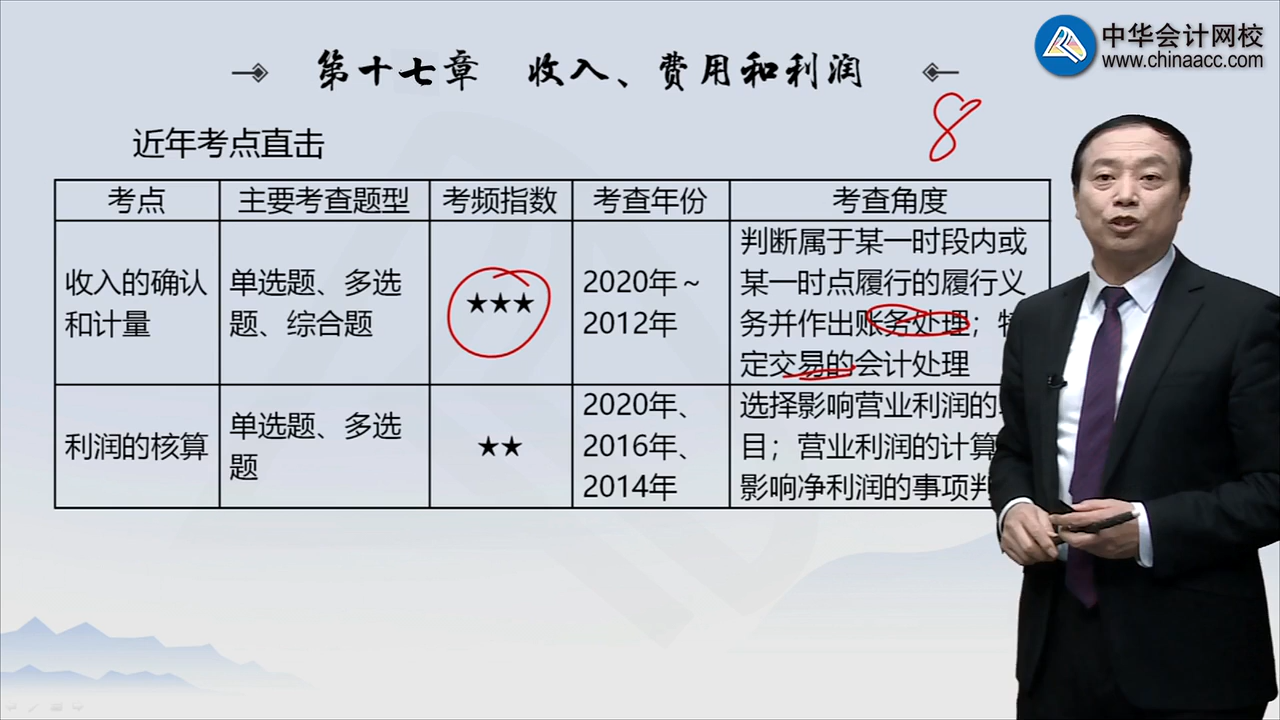 中华会计网校
www.chinaacc.com
第十七章 收入、费用和利润
8
近年考点直击
考点 主要考查题型 考频指数 考查年份 考查角度
收入的确认
和计量
单选题、多选
题、综合题
★★★
2020年~
2012年
判断属于某一时段内或
某一时点履行的履行义
务并作出账务处理；特
定交易的会计处理
利润的核算
单选题、多选
题
★★
2020年、
2016年、
2014年
选择影响营业利润的
目；营业利润的计算
影响净利润的事项判